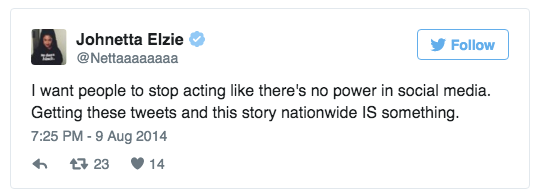 Johnetta Elzie
@Nettaaaaaaaa
Follow
I want people to stop acting like there's no power in social media.
Getting these tweets and this story nationwide IS something.
7:25 PM - 9 Aug 2014
23 14